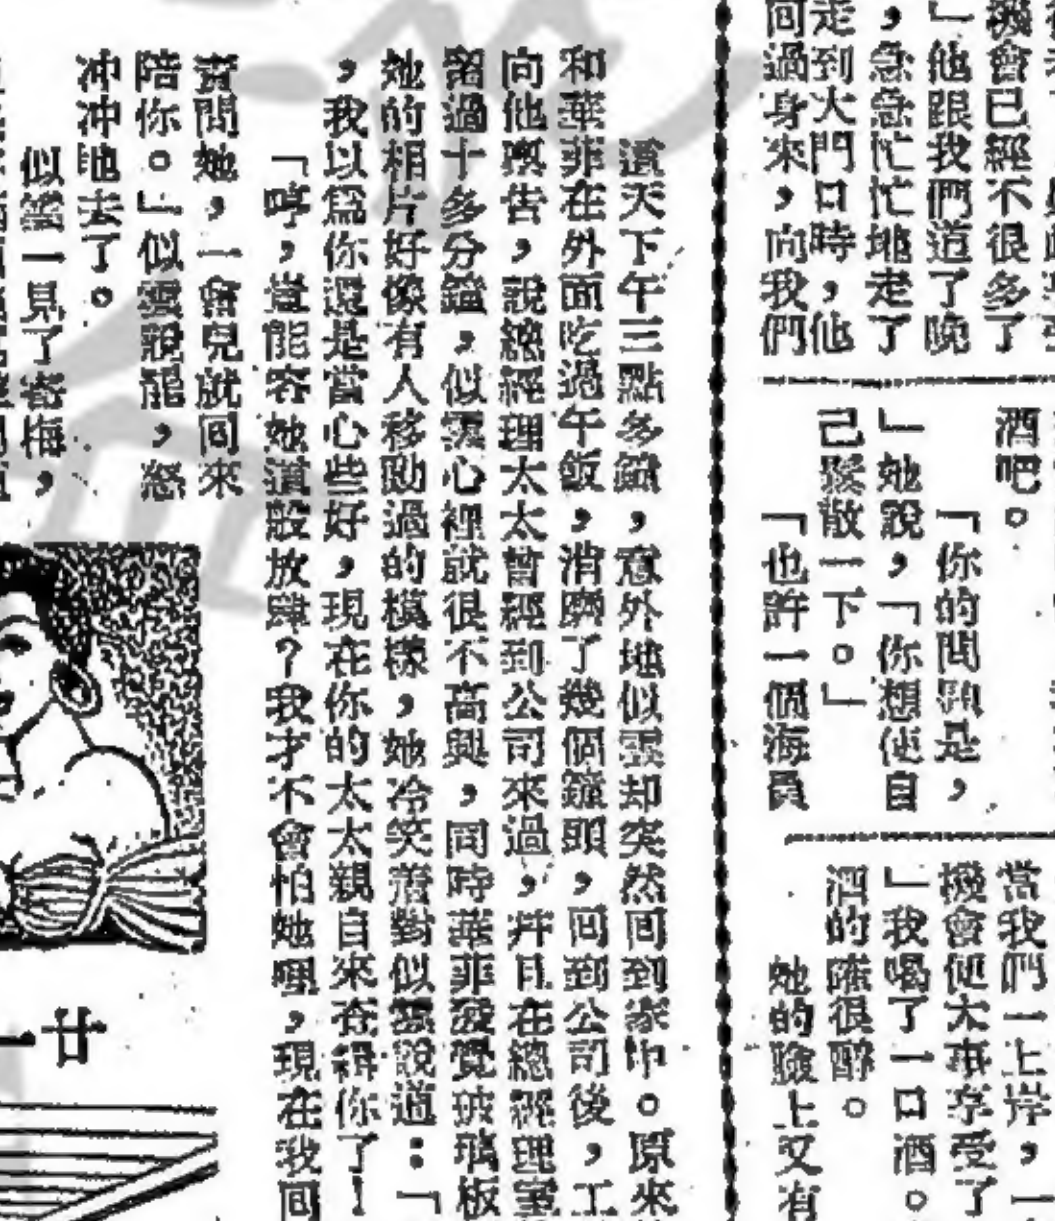 機會已經不很多了
」他跟我們道了晚
,急急忙忙地走了
走到大門口時,他
回過身來,向我們
酒吧。
「你的問題是,
」她說,「你想使自
己鬆散一下。」
「也許一個海員
當我們一上岸,一
機會便大事享受了
」我喝了一口酒。
酒的確很醇。
她的臉上又有
這天下午三點多鐘,意外地似雲却突然回到家中。原來
和華菲在外面吃過午飯,消磨了幾個鐘頭,回到公司後,工
向他報告,說總經理太太曾經到公司來過,并且在總經理室
留過十多分鐘,似雲心裡就很不高興,同時華菲發覺玻璃板
她的相片好像有人移動過的模樣,她冷笑着對似雲說道:「
,我以爲你還是當心些好,現在你的太太親自來查緝你了!
「哼,豈能容她這般放肆?我才不會怕她哩,現在我回
責問她,一會兒就回來
陪你。」似雲說罷,怒
冲冲地去了。
似雲一見了寄梅,
廿一